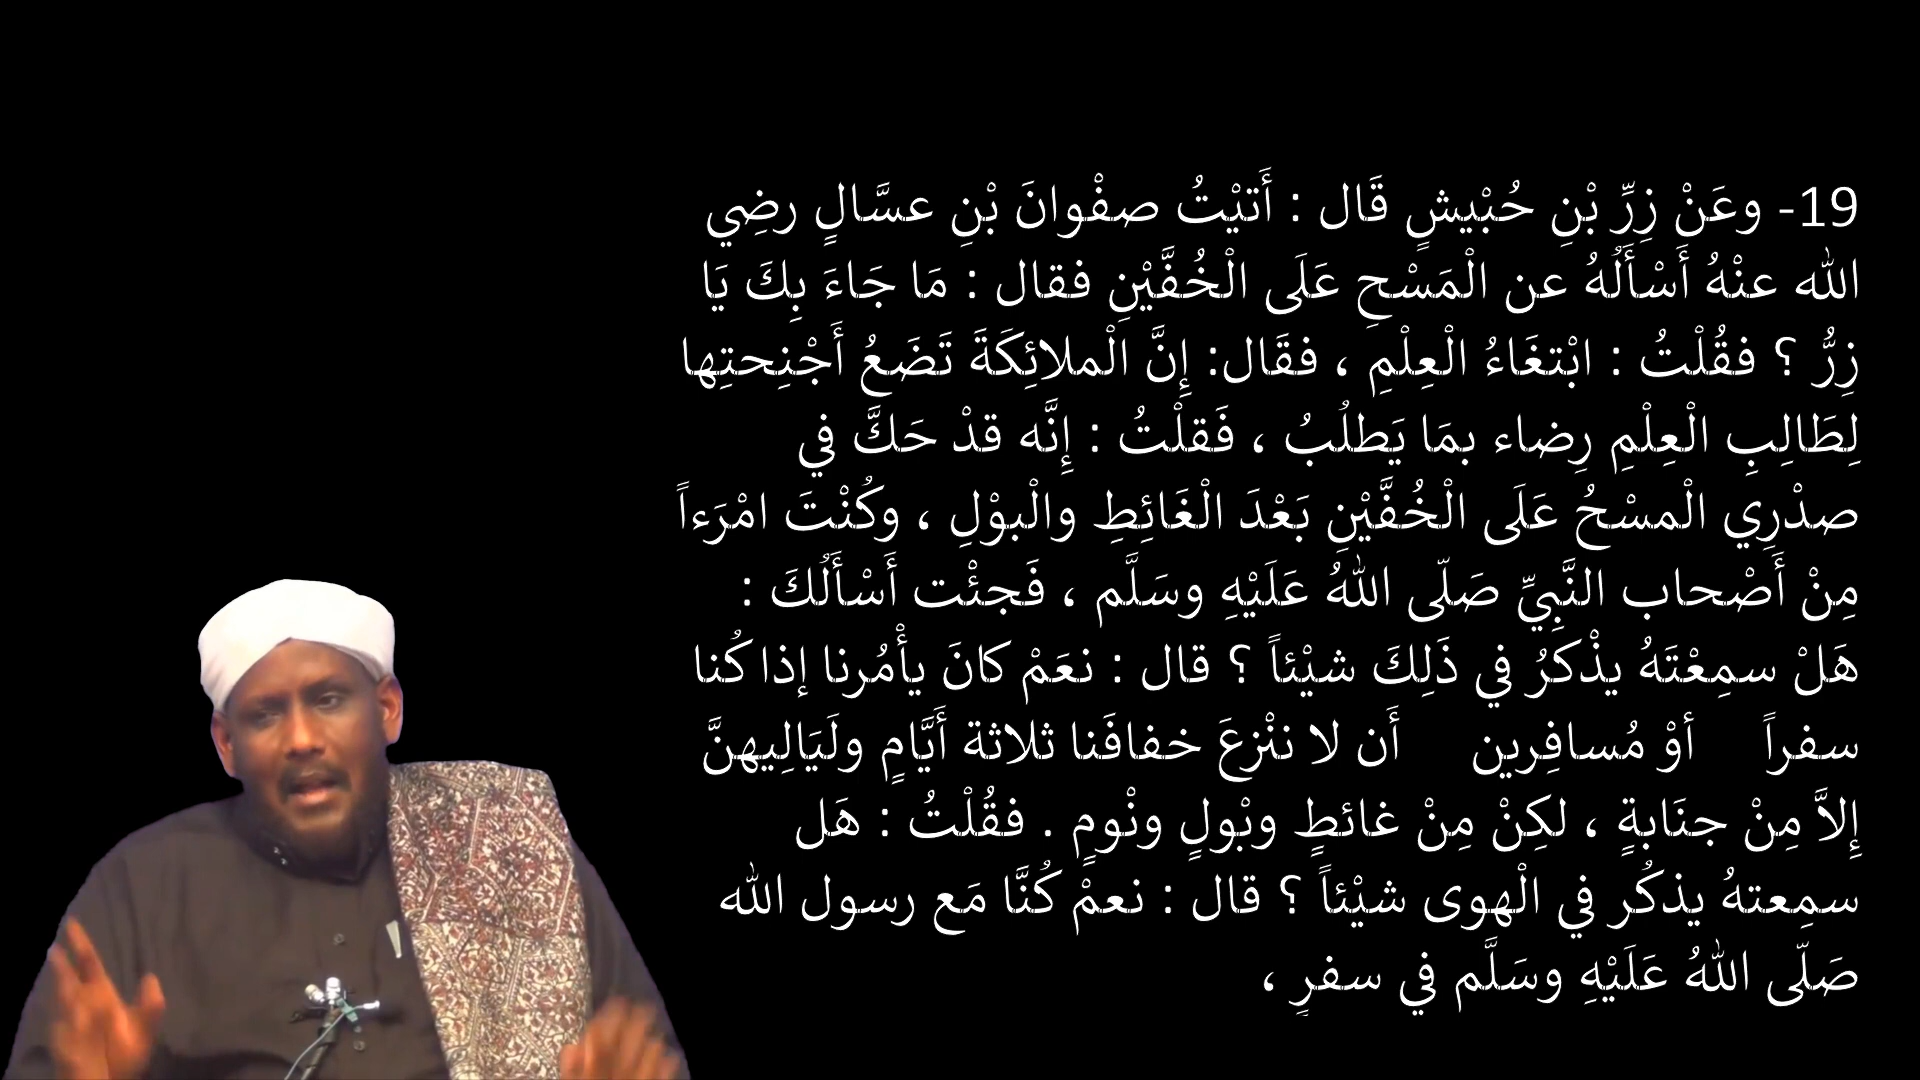 19- وعَنْ زِرِّ بْنِ حُبْيشٍ قَال : أَتيْتُ صفْوانَ بْنِ عسَّالٍ رضِي
الله عنْهُ أَسْأَلُهُ عن الْمَسْحِ عَلَى الْخُفَّيْنِ فقال : مَا جَاءَ بِكَ يَا
زِرُّ ؟ فقُلْتُ : ابْتغَاءُ الْعِلْمِ ، فقَال: إِنَّ الْملائِكَةَ تَضَعُ أَجْنِحتِها
لِطَالِبِ الْعِلْمِ رِضاء بمَا يَطلُبُ ، فَقلْتُ : إِنَّه قدْ حَكَّ في
صدْرِي الْمسْحُ عَلَى الْخُفَّيْنِ بَعْدَ الْغَائِطِ والْبوْلِ ، وكُنْتَ امْرَءاً
مِنْ أَصْحاب النَّبِيِّ صَلّى اللهُ عَلَيْهِ وسَلَّم ، فَجئْت أَسْأَلُكَ :
هَلْ سمِعْتَهُ يذْكرُ في ذَلِكَ شيْئاً ؟ قال : نعَمْ كانَ يأْمُرنا إذا كُنا
سفراً أوْ مُسافِرين أَن لا ننْزعَ خفافَنا ثلاثة أَيَّامٍ ولَيَالِيهنَّ
إِلاَّ مِنْ جنَابةٍ ، لكِنْ مِنْ غائطٍ وبْولٍ ونْومٍ . فقُلْتُ : هَل
سمِعتهُ يذكُر في الْهوى شيْئاً ؟ قال : نعمْ كُنَّا مَع رسول الله
صَلّى اللهُ عَلَيْهِ وسَلَّم في سفرٍ ،